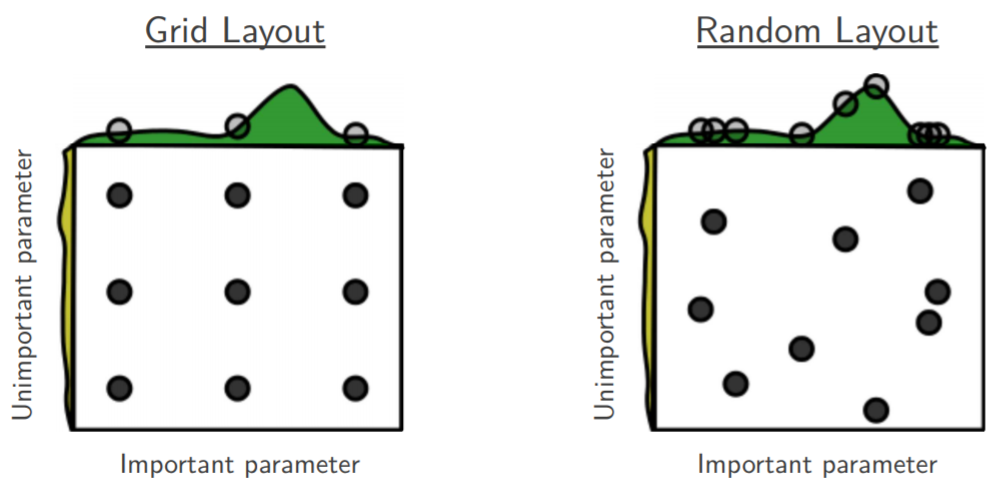 Grid Layout
Random Layout
Unimportant parameter
Important parameter
Unimportant parameter
Important parameter